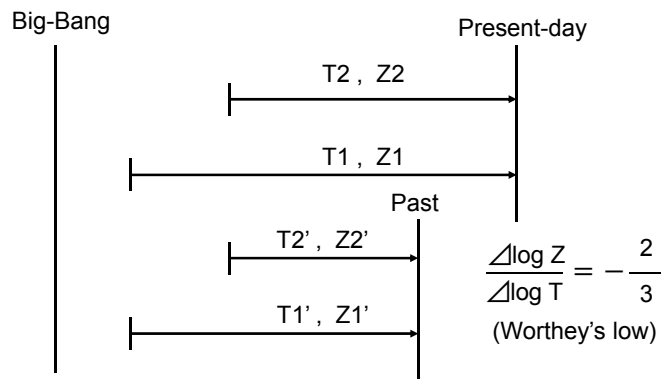 Big-Bang
Present-day
T2 , Z2
T1 , Z1
Past
T2' , Z2'
T1' , Z1'
⊿log Z / ⊿log T = − 2 / 3
(Worthey's low)